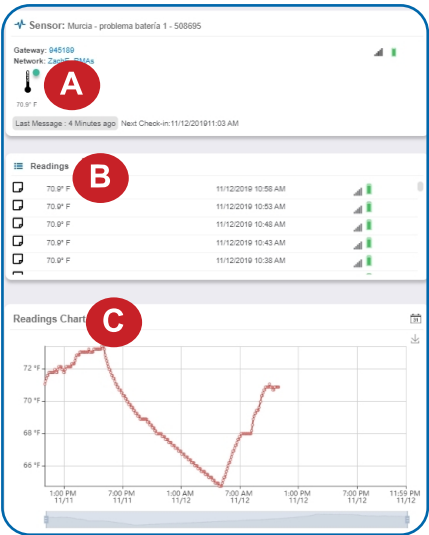 Sensor: Murcia - problema batería 1 - 508695
Gateway: 945189
Network: RMAs
A
70.9° F
Last Message : 4 Minutes ago Next Check-in:11/12/201911:03 AM
Readings
B
70.9° F 11/12/2019 10:58 AM
70.9° F 11/12/2019 10:53 AM
70.9° F 11/12/2019 10:48 AM
70.9° F 11/12/2019 10:43 AM
70.9° F 11/12/2019 10:38 AM
Readings Chart
C
31
72 °F
70 °F
68 °F
66 °F
1:00 PM 7:00 PM 1:00 AM 7:00 AM 1:00 PM 7:00 PM 11:59 PM
11/11 11/11 11/12 11/12 11/12 11/12 11/12